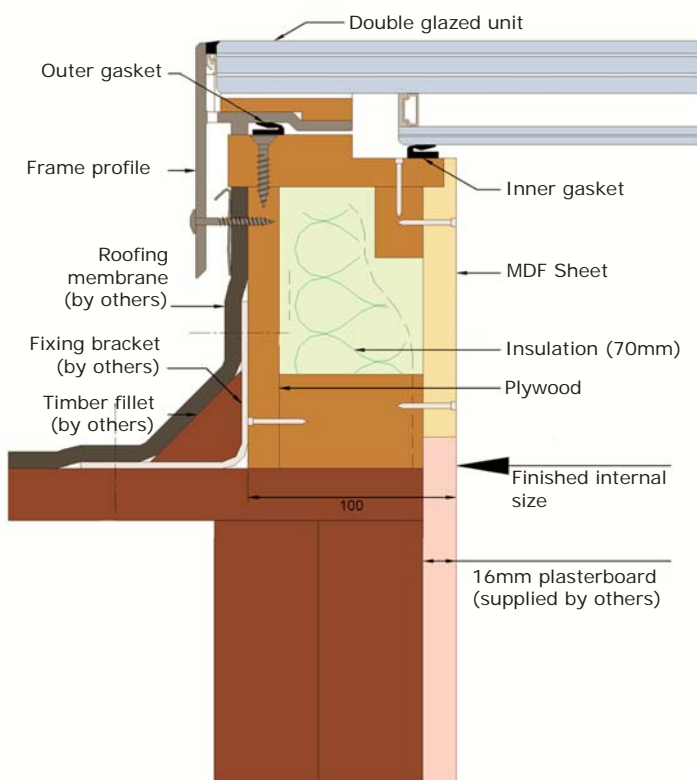 Double glazed unit
Outer gasket
Frame profile
Inner gasket
Roofing
membrane
(by others)
MDF Sheet
Fixing bracket
(by others)
Insulation (70mm)
Plywood
Timber fillet
(by others)
Finished internal
size
100
16mm plasterboard
(supplied by others)